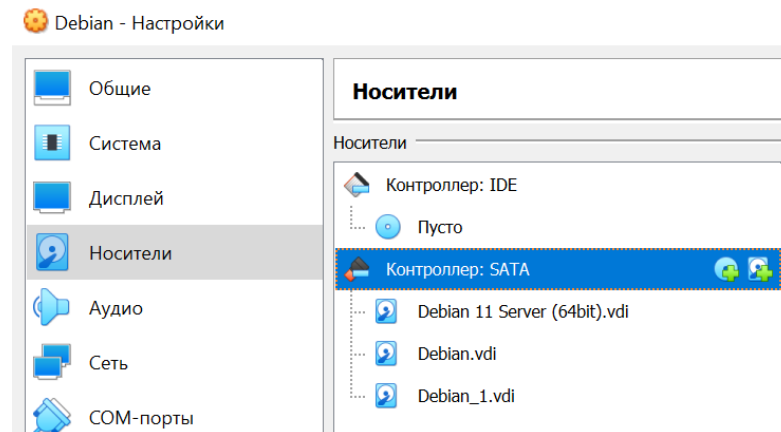 Debian - Настройки
Общие
Система
Дисплей
Носители
Аудио
Сеть
COM-порты
Носители
Носители
Контроллер: IDE
Пусто
Контроллер: SATA
Debian 11 Server (64bit).vdi
Debian.vdi
Debian_1.vdi